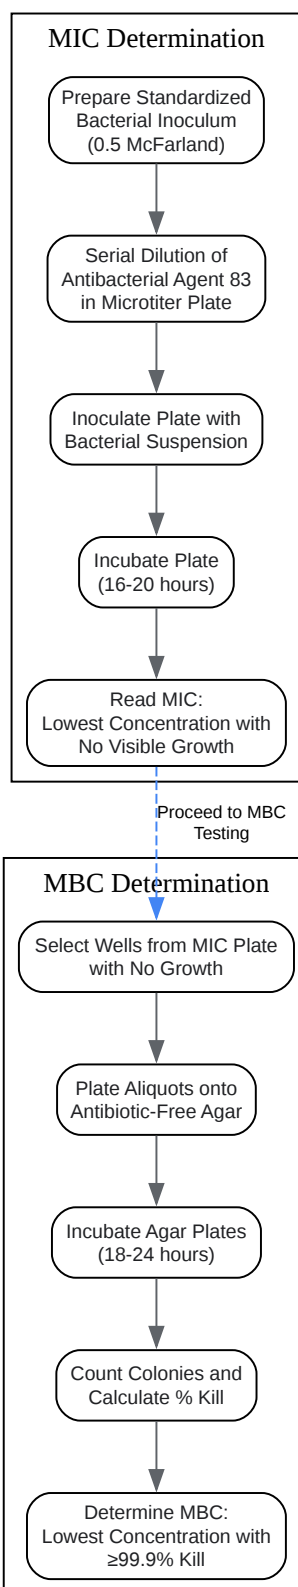 MIC Determination
Prepare Standardized
Bacterial Inoculum
(0.5 McFarland)
Serial Dilution of
Antibacterial Agent 83
in Microtiter Plate
Inoculate Plate with
Bacterial Suspension
Incubate Plate
(16-20 hours)
Read MIC:
Lowest Concentration with
No Visible Growth
Proceed to MBC
Testing
MBC Determination
Select Wells from MIC Plate
with No Growth
Plate Aliquots onto
Antibiotic-Free Agar
Incubate Agar Plates
(18-24 hours)
Count Colonies and
Calculate % Kill
Determine MBC:
Lowest Concentration with
≥99.9% Kill